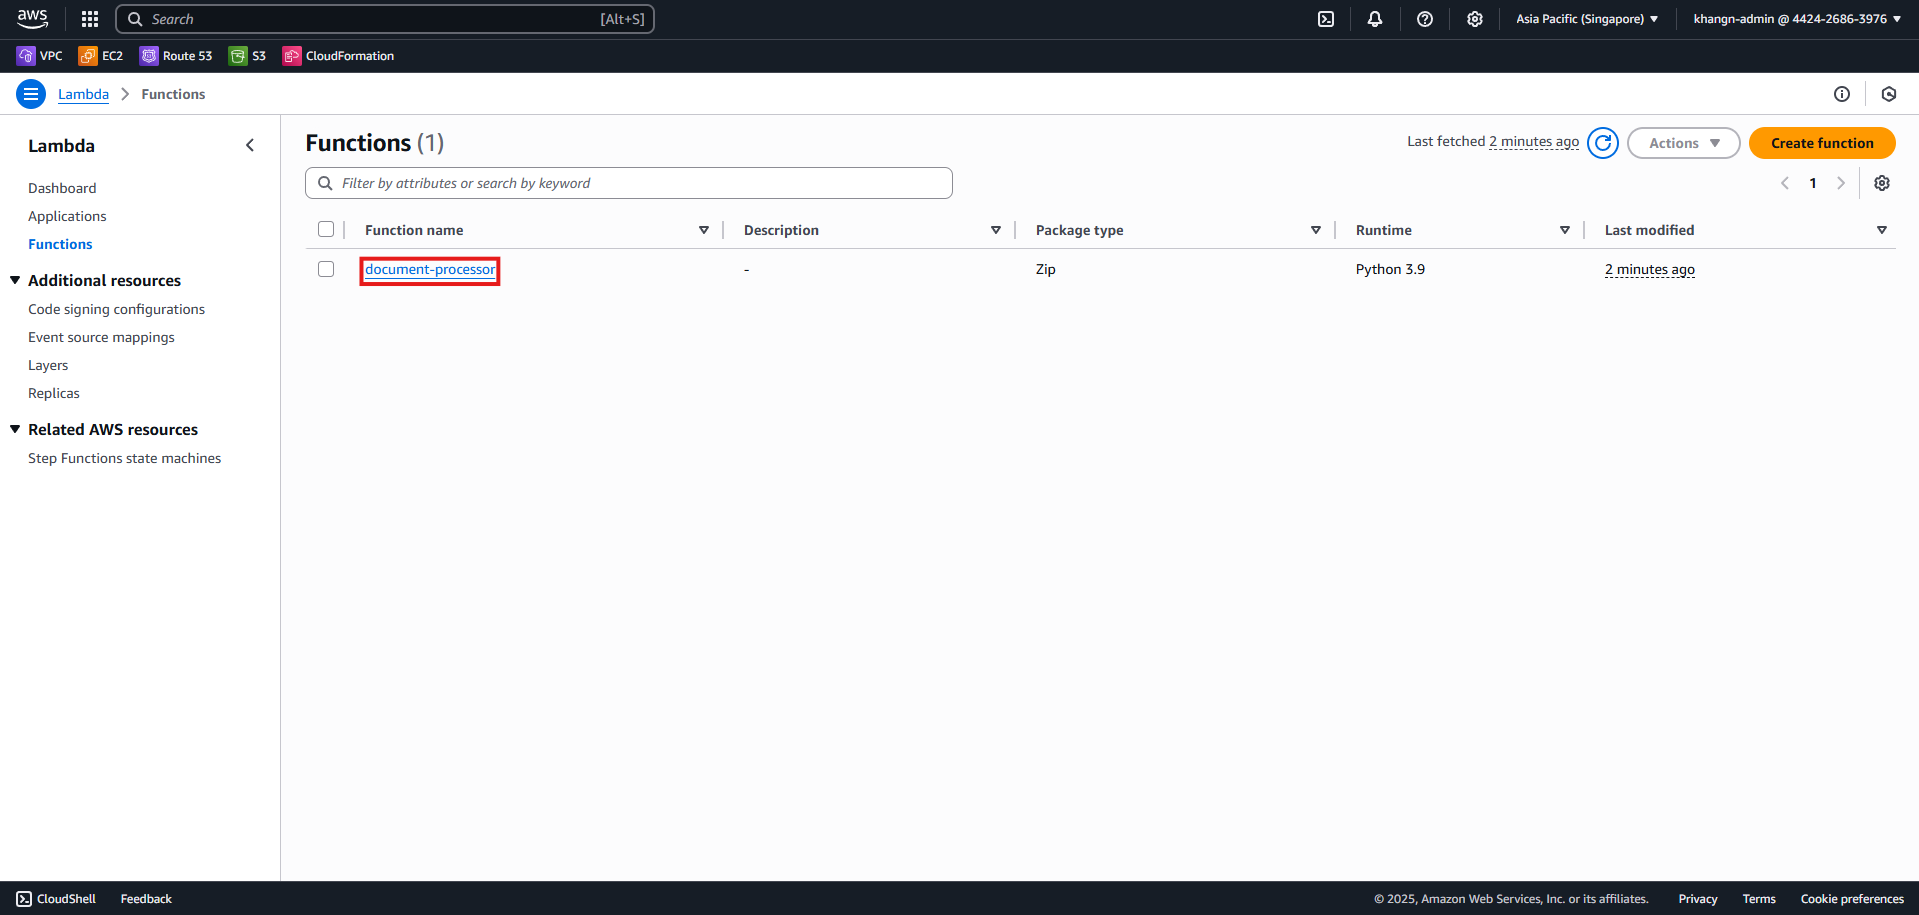 aws
Search [Alt+S]
Asia Pacific (Singapore)
khangn-admin @ 4424-2686-3976
VPC EC2 Route 53 S3 CloudFormation
Lambda Functions
Lambda
Dashboard
Applications
Functions
Additional resources
Code signing configurations
Event source mappings
Layers
Replicas
Related AWS resources
Step Functions state machines
Functions (1)
Last fetched 2 minutes ago
Actions
Create function
Filter by attributes or search by keyword
1
Function name Description Package type Runtime Last modified
document-processor - Zip Python 3.9 2 minutes ago
CloudShell Feedback
© 2025, Amazon Web Services, Inc. or its affiliates. Privacy Terms Cookie preferences